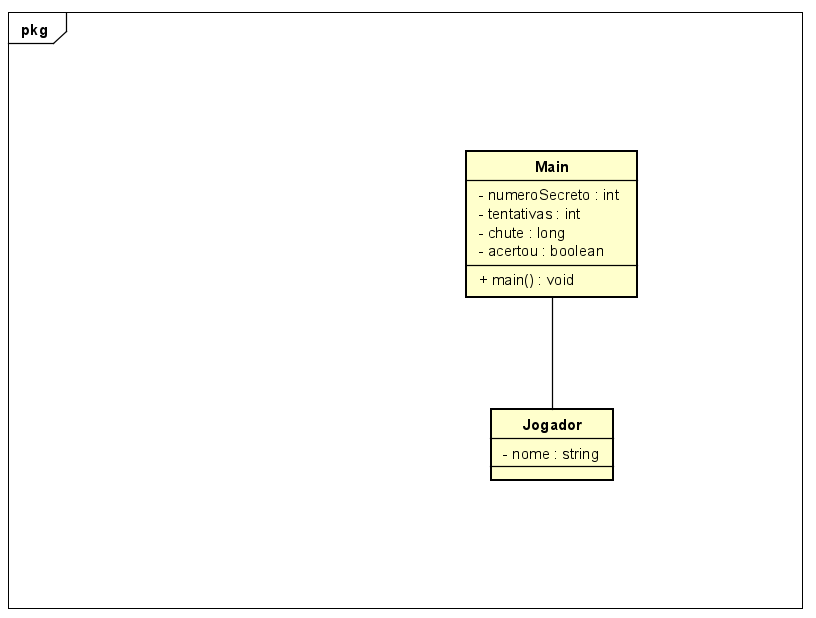 pkg
Main
- numeroSecreto : int
- tentativas : int
- chute : long
- acertou : boolean
+ main() : void
Jogador
- nome : string